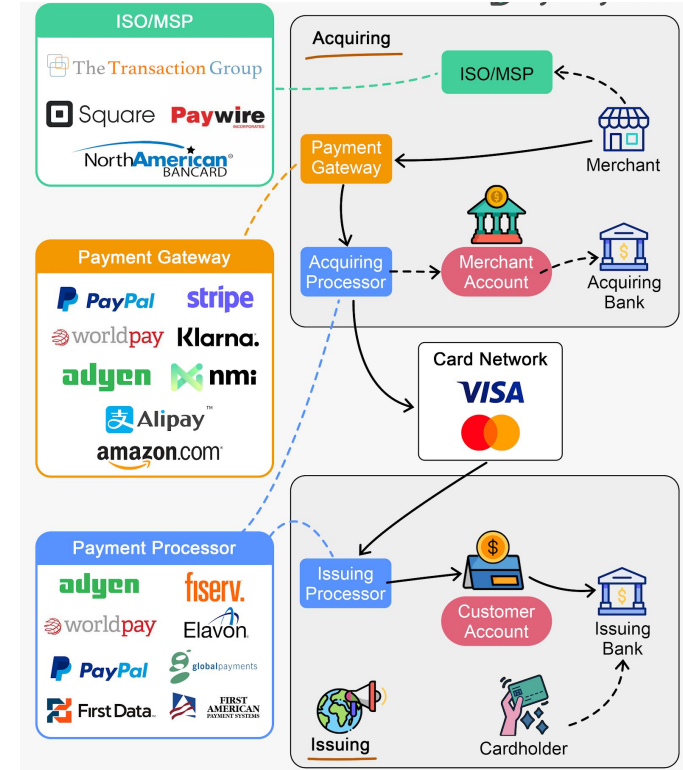 ISO/MSP
The Transaction Group
Square
Paywire
INCORPORATED
NorthAmerican®
BANCARD
Acquiring
ISO/MSP
Merchant
Payment
Gateway
Acquiring
Processor
Merchant
Account
Acquiring
Bank
Payment Gateway
PayPal
stripe
worldpay
Klarna.
adyen
nmi
支
Alipay™
amazon.com®
Card Network
VISA
Payment Processor
adyen
fiserv.
worldpay
Elavon
PayPal
globalpayments
First Data.
FIRST
AMERICAN
PAYMENT SYSTEMS
Issuing
Processor
Customer
Account
Issuing
Bank
Issuing
Cardholder